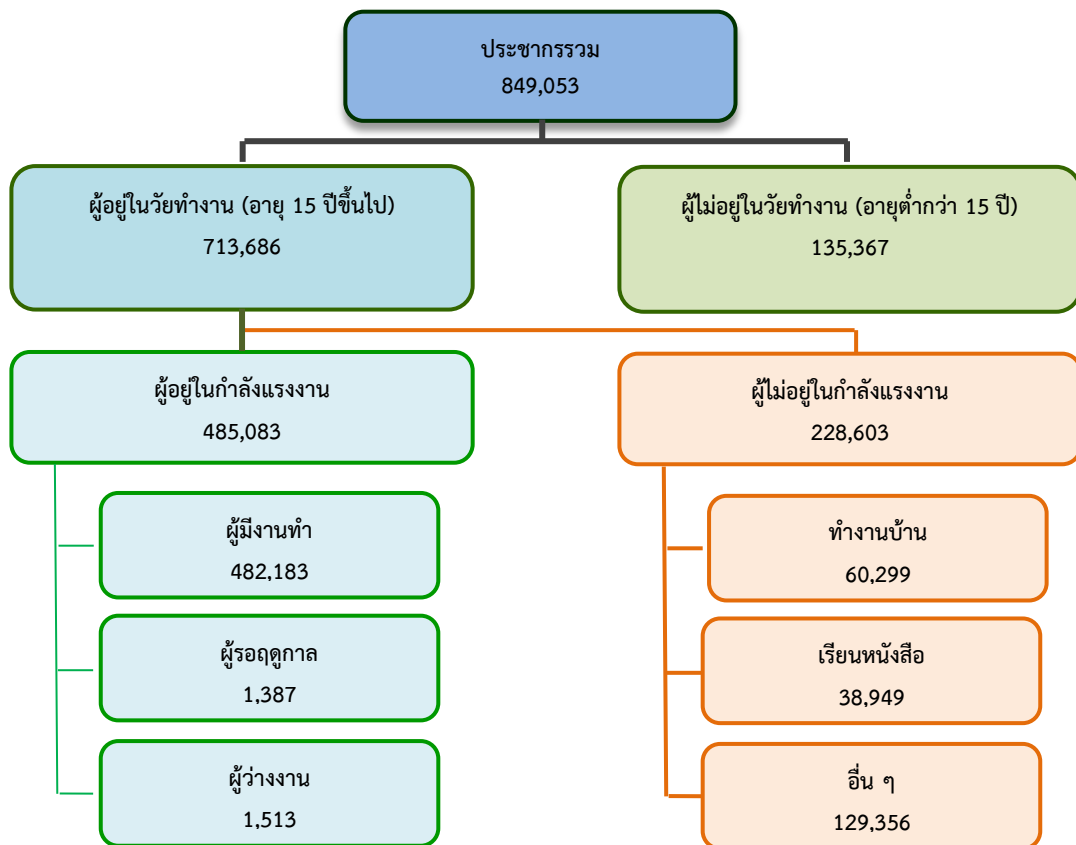 ประชากรรวม
849,053
ผู้อยู่ในวัยทำงาน (อายุ 15 ปีขึ้นไป)
713,686
ผู้ไม่อยู่ในวัยทำงาน (อายุต่ำกว่า 15 ปี)
135,367
ผู้อยู่ในกำลังแรงงาน
485,083
ผู้ไม่อยู่ในกำลังแรงงาน
228,603
ผู้มีงานทำ
482,183
ทำงานบ้าน
60,299
ผู้รอฤดูกาล
1,387
เรียนหนังสือ
38,949
ผู้ว่างงาน
1,513
อื่น ๆ
129,356